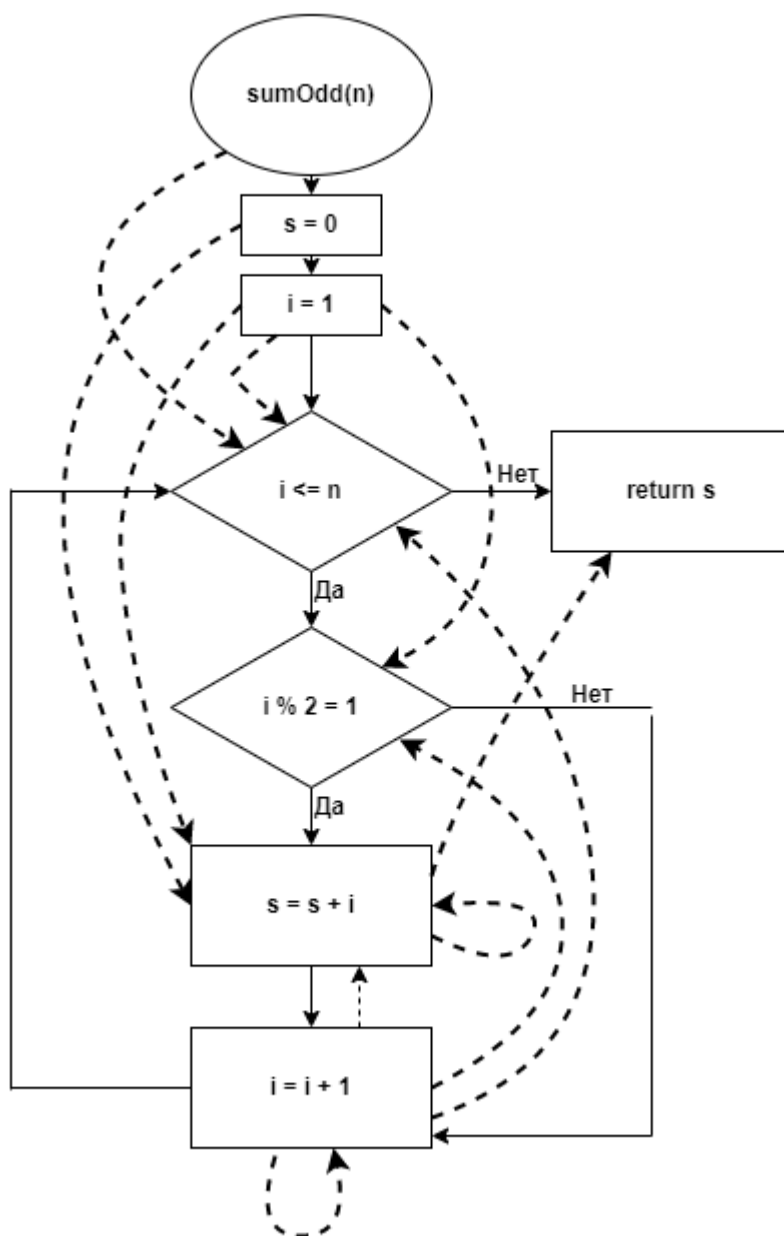 sumOdd(n)
s = 0
i = 1
i <= n
Нет
return s
Да
i % 2 = 1
Нет
Да
s = s + i
i = i + 1